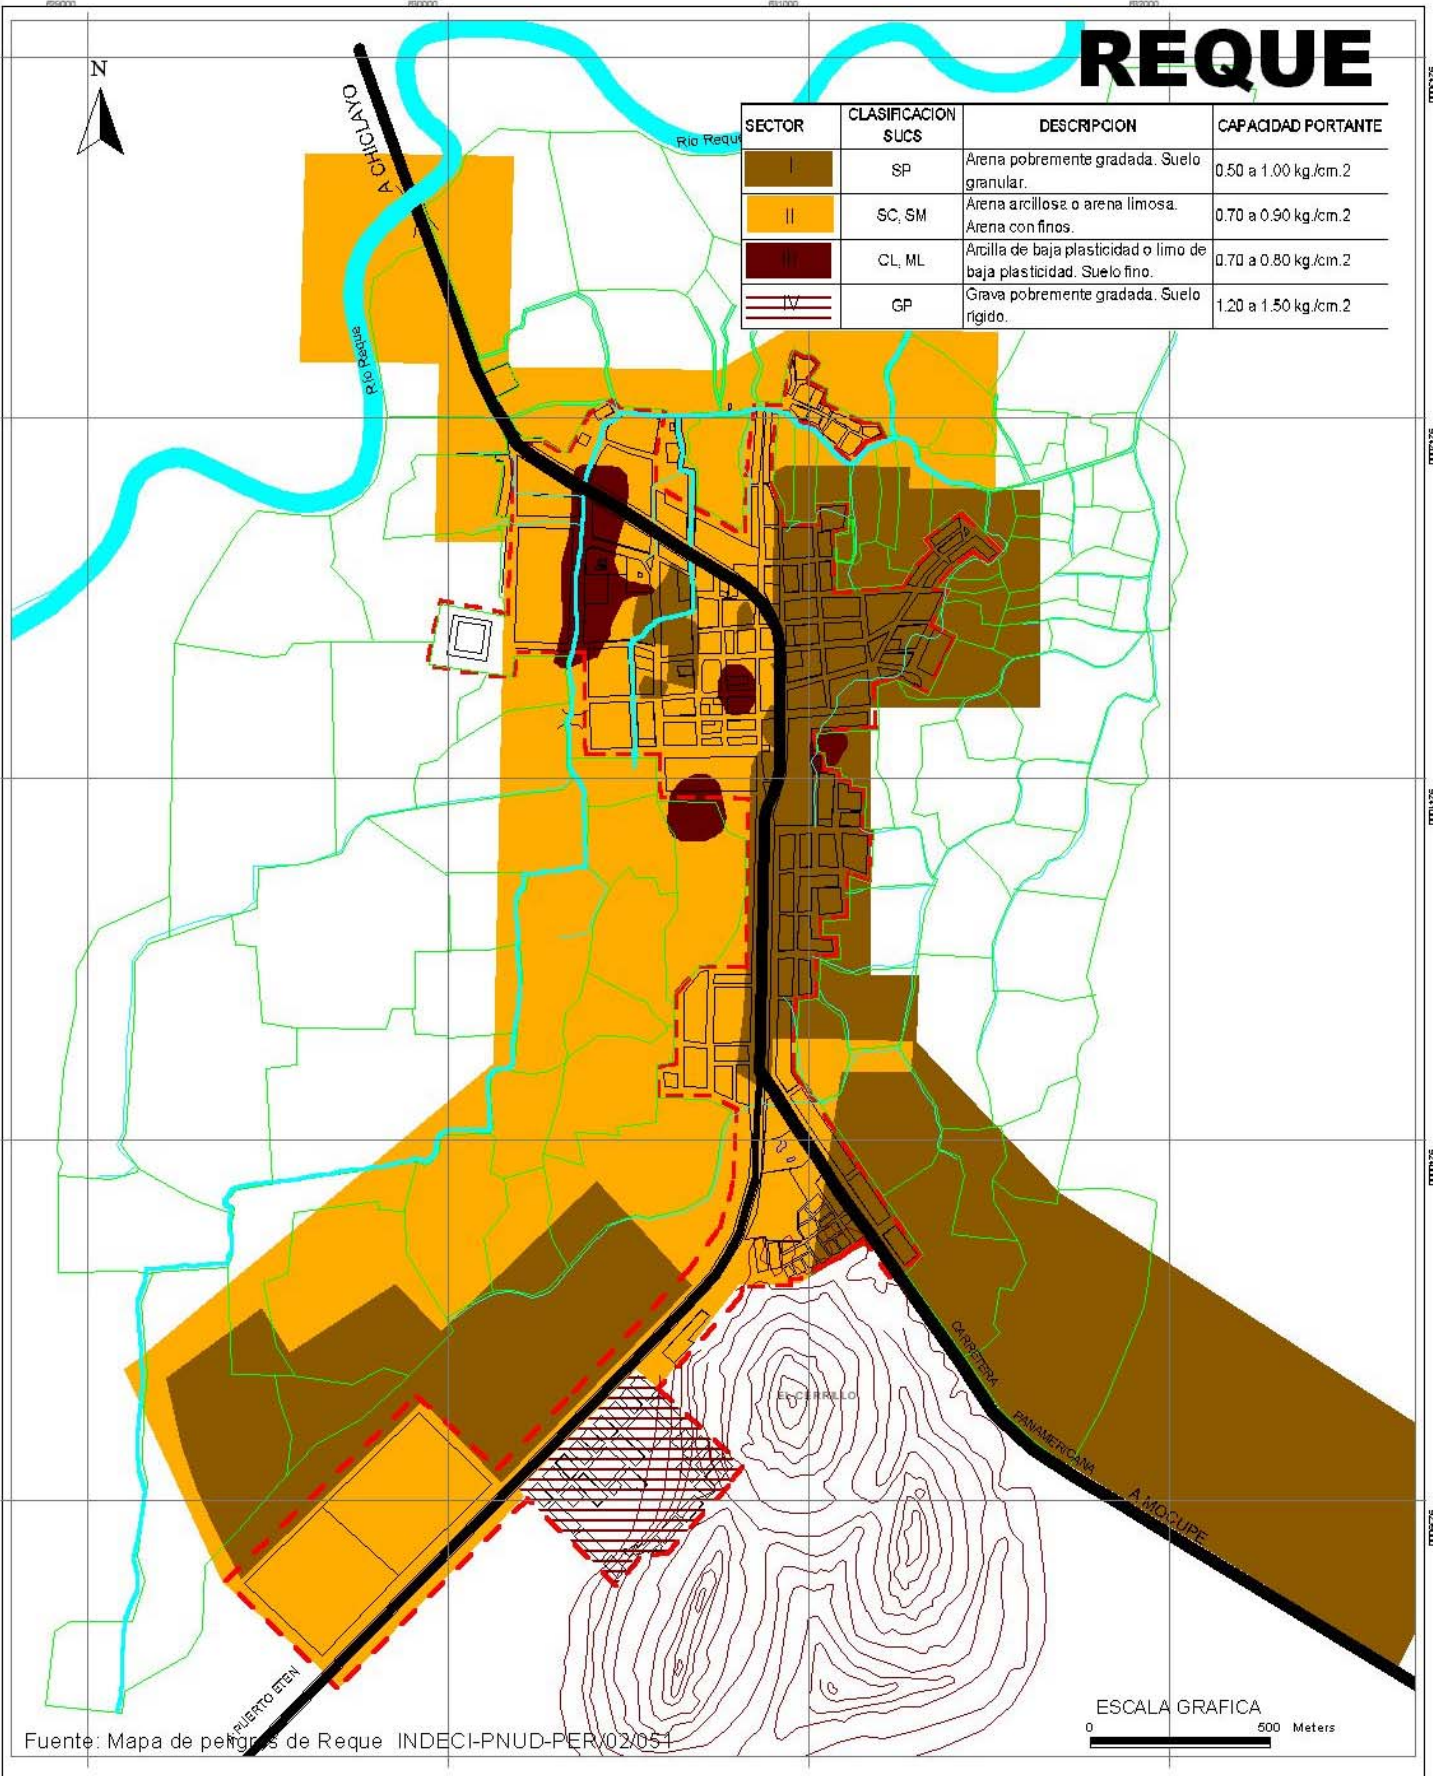 629000
630000
631000
632000
REQUE
N
A CHICLAYO
Rio Reque
SECTOR
CLASIFICACION
SUCS
DESCRIPCION
CAPACIDAD PORTANTE
I
SP
Arena pobremente gradada. Suelo
granular.
0.50 a 1.00 kg./cm.2
II
SC, SM
Arena arcillosa o arena limosa.
Arena con finos.
0.70 a 0.90 kg./cm.2
III
CL, ML
Arcilla de baja plasticidad o limo de
baja plasticidad. Suelo fino.
0.70 a 0.80 kg./cm.2
IV
GP
Grava pobremente gradada. Suelo
rigido.
1.20 a 1.50 kg./cm.2
Rio Reque
EL CERRILLO
CARRETERA
PANAMERICANA
A MOCUPE
A PUERTO ETEN
ESCALA GRAFICA
0 500 Meters
Fuente: Mapa de peligros de Reque INDECI-PNUD-PER/02/051